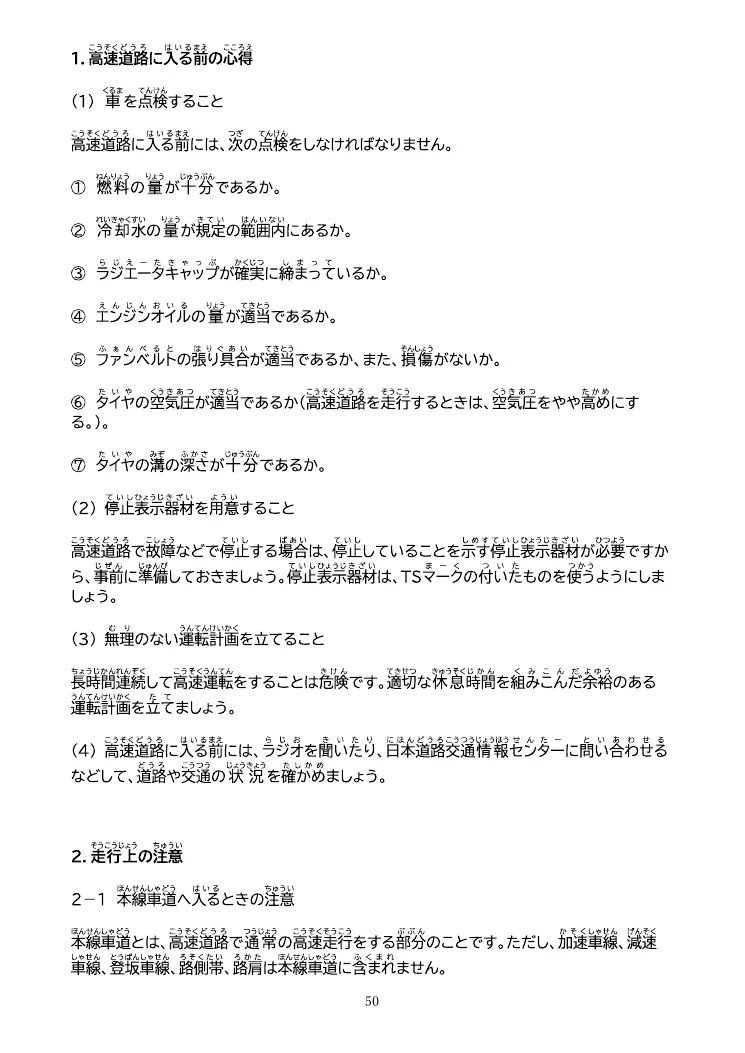 1．高速道路に入る前の心得
（1） 車を点検すること
高速道路に入る前には、次の点検をしなければなりません。
① 燃料の量が十分であるか。
② 冷却水の量が規定の範囲内にあるか。
③ ラジエータキャップが確実に締まっているか。
④ エンジンオイルの量が適当であるか。
⑤ ファンベルトの張り具合が適当であるか、また、損傷がないか。
⑥ タイヤの空気圧が適当であるか（高速道路を走行するときは、空気圧をやや高めにす
る。）。
⑦ タイヤの溝の深さが十分であるか。
（2） 停止表示器材を用意すること
高速道路で故障などで停止する場合は、停止していることを示す停止表示器材が必要ですか
ら、事前に準備しておきましょう。停止表示器材は、TSマークの付いたものを使うようにしま
しょう。
（3） 無理のない運転計画を立てること
長時間連続して高速運転をすることは危険です。適切な休息時間を組みこんだ余裕のある
運転計画を立てましょう。
（4） 高速道路に入る前には、ラジオを聞いたり、日本道路交通情報センターに問い合わせる
などして、道路や交通の状況を確かめましょう。
2．走行上の注意
2－1 本線車道へ入るときの注意
本線車道とは、高速道路で通常の高速走行をする部分のことです。ただし、加速車線、減速
車線、登坂車線、路側帯、路肩は本線車道に含まれません。
50